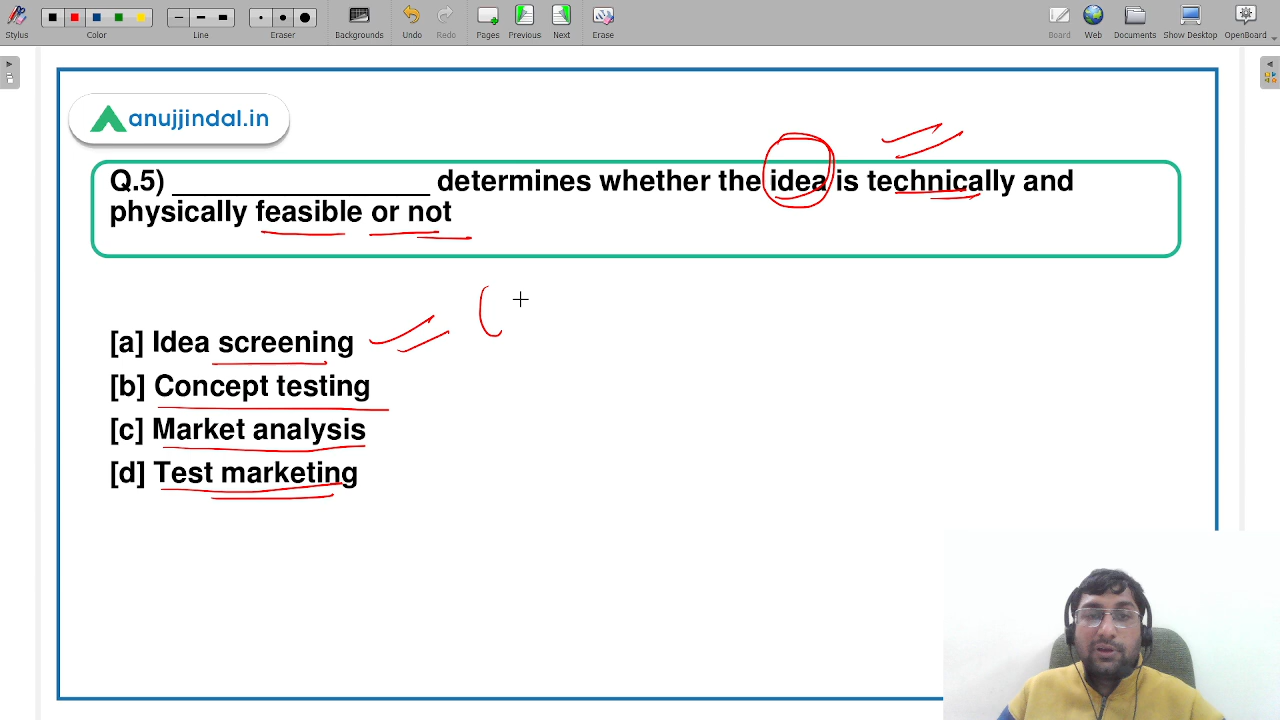 Stylus
Color
Line
Eraser
Backgrounds
Undo
Redo
Pages
Previous
Next
Erase
Board
Web
Documents
Show Desktop
OpenBoard
anujjindal.in
Q.5) _________________ determines whether the idea is technically and
physically feasible or not
[a] Idea screening
[b] Concept testing
[c] Market analysis
[d] Test marketing